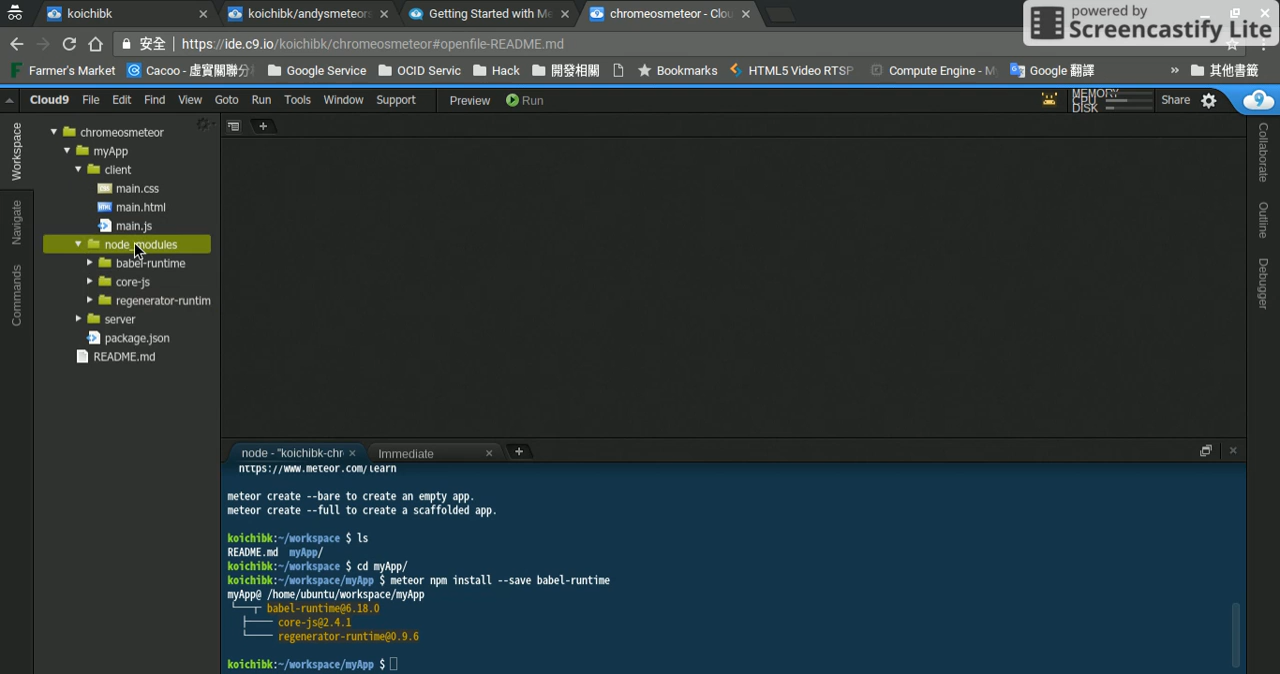 koichibk
koichibk/andysmeteors
Getting Started with Me
chromeosmeteor - Clou
powered by
Screencastify Lite
安全
https://ide.c9.io/koichibk/chromeosmeteor#openfile-README.md
Farmer's Market
Cacoo - 虛實關聯分
Google Service
OCID Servic
Hack
開發相關
Bookmarks
HTML5 Video RTSP
Compute Engine - M
Google 翻譯
»
其他書籤
Cloud9 File Edit Find View Goto Run Tools Window Support
Preview
Run
MEMORY
CPU
DISK
Share
9
Workspace
Navigate
Commands
chromeosmeteor
myApp
client
main.css
main.html
main.js
node_modules
babel-runtime
core-js
regenerator-runtim
server
package.json
README.md
Collaborate
Outline
Debugger
node - "koichibk-chr
Immediate
https://www.meteor.com/learn
meteor create --bare to create an empty app.
meteor create --full to create a scaffolded app.
koichibk:~/workspace $ ls
README.md myApp/
koichibk:~/workspace $ cd myApp/
koichibk:~/workspace/myApp $ meteor npm install --save babel-runtime
myApp@ /home/ubuntu/workspace/myApp
└─┬ babel-runtime@6.18.0
├── core-js@2.4.1
└── regenerator-runtime@0.9.6
koichibk:~/workspace/myApp $